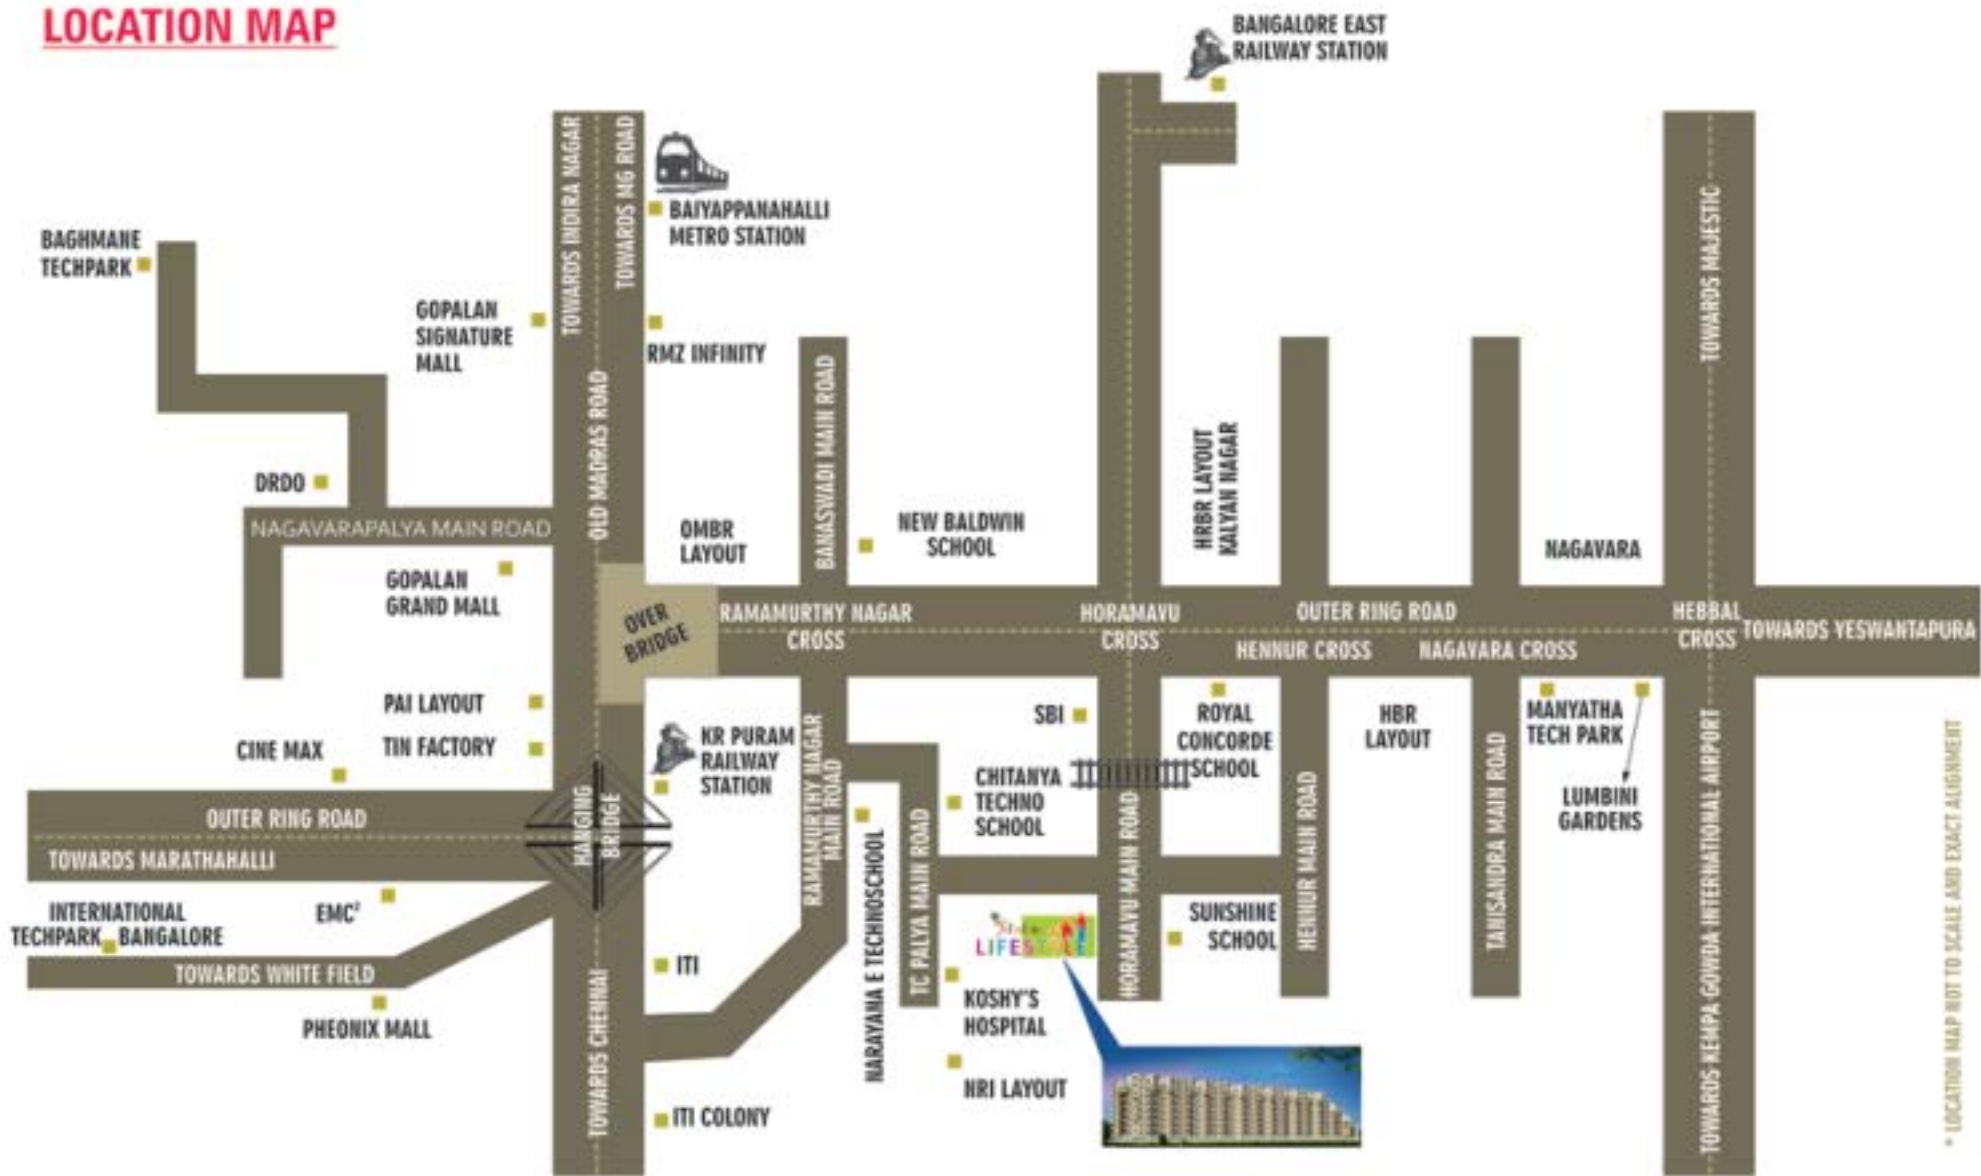 LOCATION MAP
BANGALORE EAST
RAILWAY STATION
TOWARDS INDIRA NAGAR
TOWARDS MG ROAD
BAIYAPPANAHALLI
METRO STATION
BAGHMANE
TECHPARK
TOWARDS MAJESTIC
GOPALAN
SIGNATURE
MALL
RMZ INFINITY
OLD MADRAS ROAD
BANASWADI MAIN ROAD
HRBR LAYOUT
KALYAN NAGAR
DRDO
NAGAVARAPALYA MAIN ROAD
OMBR
LAYOUT
NEW BALDWIN
SCHOOL
NAGAVARA
GOPALAN
GRAND MALL
OVER
BRIDGE
RAMAMURTHY NAGAR
CROSS
HORAMAVU
CROSS
OUTER RING ROAD
HENNUR CROSS
NAGAVARA CROSS
HEBBAL
CROSS
TOWARDS YESWANTAPURA
PAI LAYOUT
TIN FACTORY
CINE MAX
KR PURAM
RAILWAY
STATION
RAMAMURTHY NAGAR
MAIN ROAD
SBI
ROYAL
CONCORDE
SCHOOL
HBR
LAYOUT
MANYATHA
TECH PARK
LUMBINI
GARDENS
CHITANYA
TECHNO
SCHOOL
OUTER RING ROAD
TOWARDS MARATHAHALLI
HANGING
BRIDGE
NARAYANA E TECHNOSCHOOL
TC PALYA MAIN ROAD
HORAMAVU MAIN ROAD
HENNUR MAIN ROAD
TANISANDRA MAIN ROAD
TOWARDS KEMPA GOWDA INTERNATIONAL AIRPORT
INTERNATIONAL
TECHPARK BANGALORE
EMC²
TOWARDS WHITE FIELD
PHEONIX MALL
SUNSHINE
SCHOOL
LIFESTYLE
ITI
KOSHY'S
HOSPITAL
NRI LAYOUT
TOWARDS CHENNAI
ITI COLONY
* LOCATION MAP NOT TO SCALE AND EXACT ALIGNMENT